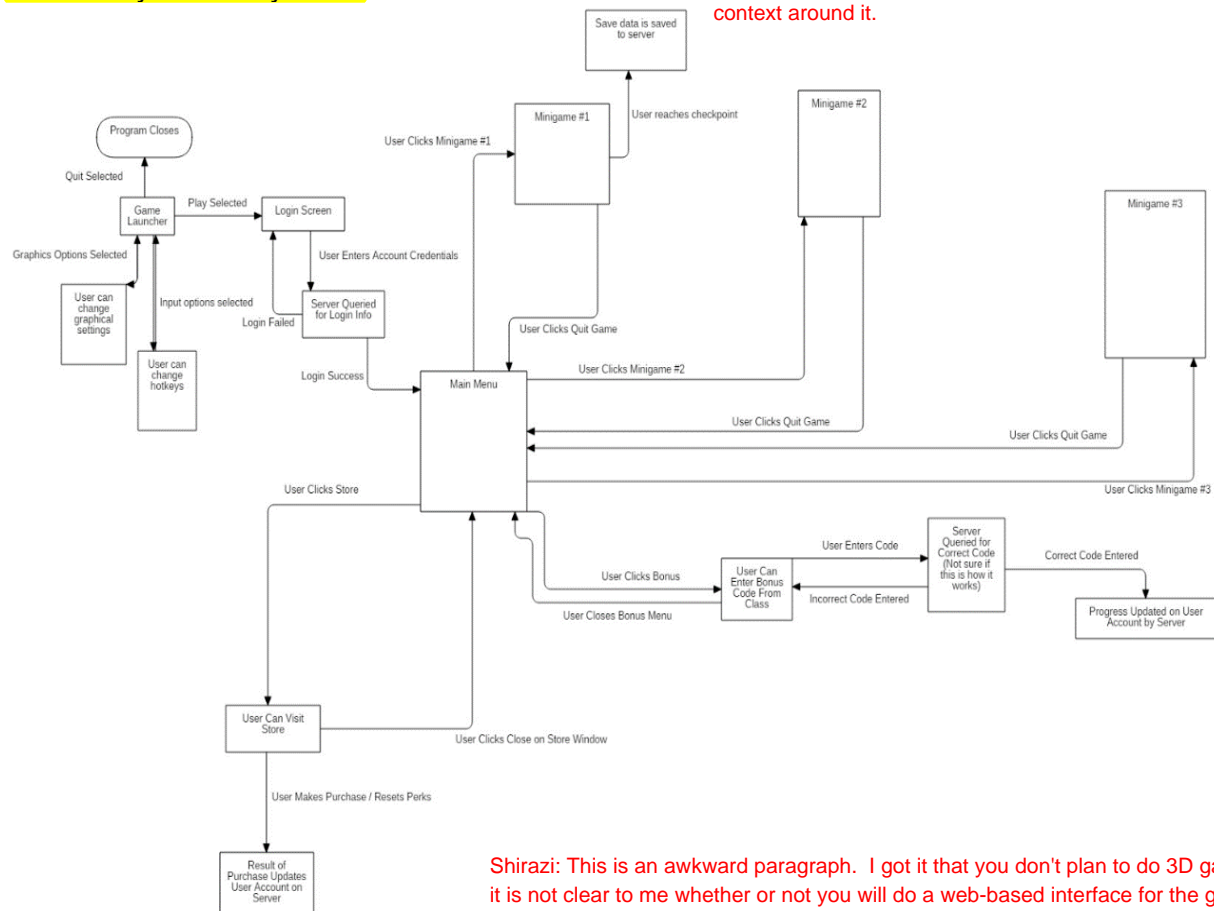 context around it.
Save data is saved
to server
Minigame #1
User reaches checkpoint
Minigame #2
User Clicks Minigame #1
Program Closes
Quit Selected
Game
Launcher
Play Selected
Login Screen
Minigame #3
Graphics Options Selected
User Enters Account Credentials
User can
change
graphical
settings
Input options selected
Server Queried
for Login Info
Login Failed
User Clicks Quit Game
User can
change
hotkeys
Login Success
Main Menu
User Clicks Minigame #2
User Clicks Quit Game
User Clicks Quit Game
User Clicks Store
User Clicks Minigame #3
Server
Queried for
Correct Code
(Not sure if
this is how it
works)
User Enters Code
Correct Code Entered
User Clicks Bonus
User Can
Enter Bonus
Code From
Class
Incorrect Code Entered
User Closes Bonus Menu
Progress Updated on User
Account by Server
User Can Visit
Store
User Clicks Close on Store Window
User Makes Purchase / Resets Perks
Result of
Purchase Updates
User Account on
Server
Shirazi: This is an awkward paragraph. I got it that you don't plan to do 3D ga
it is not clear to me whether or not you will do a web-based interface for the g